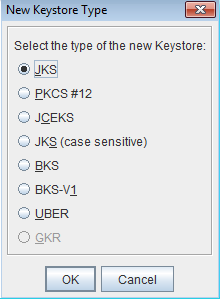 New Keystore Type
Select the type of the new Keystore:
JKS
PKCS #12
JCEKS
JKS (case sensitive)
BKS
BKS-V1
UBER
GKR
OK Cancel